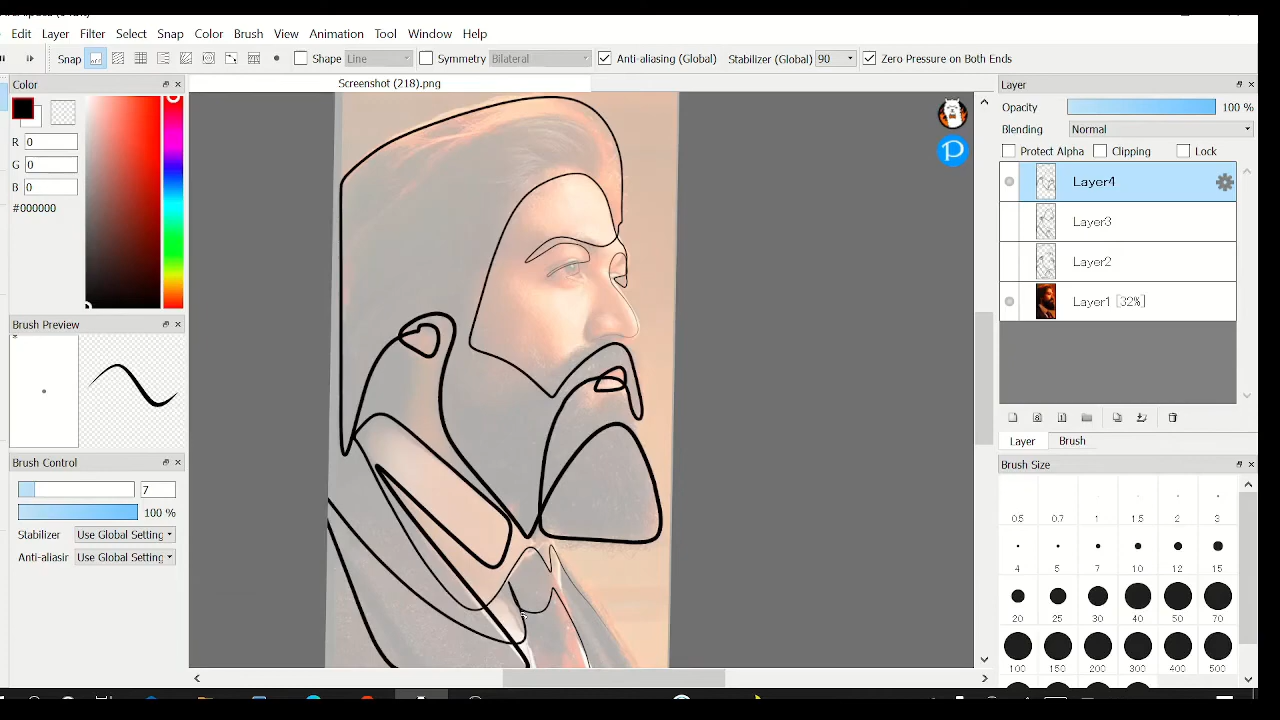 Edit Layer Filter Select Snap Color Brush View Animation Tool Window Help
Snap Shape Line Symmetry Bilateral Anti-aliasing (Global) Stabilizer (Global) 90 Zero Pressure on Both Ends
Color
Screenshot (218).png
Layer
R 0
G 0
B 0
#000000
Opacity 100 %
Blending Normal
Protect Alpha Clipping Lock
Layer4
Layer3
Layer2
Layer1 [32%]
Brush Preview
Layer Brush
Brush Control
7
100 %
Stabilizer Use Global Setting
Anti-aliasir Use Global Setting
Brush Size
0.5 0.7 1 1.5 2 3
4 5 7 10 12 15
20 25 30 40 50 70
100 150 200 300 400 500